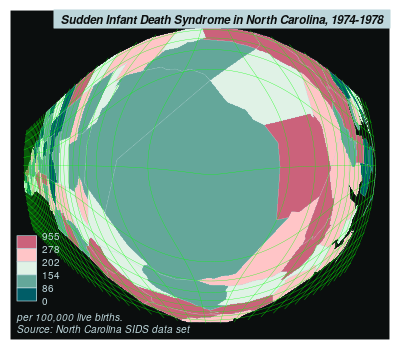 Sudden Infant Death Syndrome in North Carolina, 1974-1978
955
278
202
154
86
0
per 100,000 live births.
Source: North Carolina SIDS data set